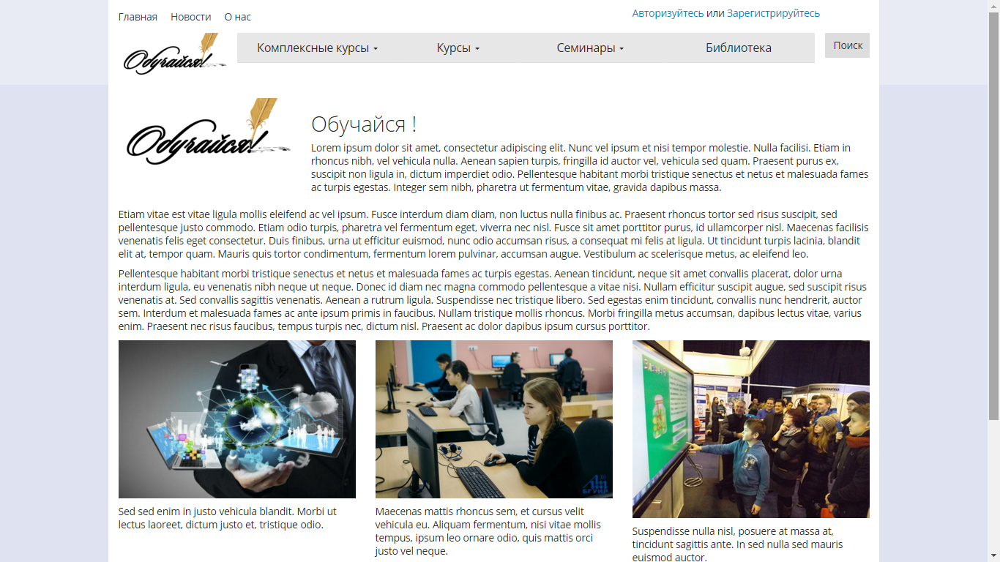 Главная Новости О нас
Авторизуйтесь или Зарегистрируйтесь
Обучайся!
Комплексные курсы Курсы Семинары Библиотека
Поиск
Обучайся!
Обучайся !
Lorem ipsum dolor sit amet, consectetur adipiscing elit. Nunc vel ipsum et nisi tempor molestie. Nulla facilisi. Etiam in
rhoncus nibh, vel vehicula nulla. Aenean sapien turpis, fringilla id auctor vel, vehicula sed quam. Praesent purus ex,
suscipit non ligula in, dictum imperdiet odio. Pellentesque habitant morbi tristique senectus et netus et malesuada fames
ac turpis egestas. Integer sem nibh, pharetra ut fermentum vitae, gravida dapibus massa.
Etiam vitae est vitae ligula mollis eleifend ac vel ipsum. Fusce interdum diam diam, non luctus nulla finibus ac. Praesent rhoncus tortor sed risus suscipit, sed
pellentesque justo commodo. Etiam odio turpis, pharetra vel fermentum eget, viverra nec nisl. Fusce sit amet porttitor purus, id ullamcorper nisl. Maecenas facilisis
venenatis felis eget consectetur. Duis finibus, urna ut efficitur euismod, nunc odio accumsan risus, a consequat mi felis at ligula. Ut tincidunt turpis lacinia, blandit
elit at, tempor quam. Mauris quis tortor condimentum, fermentum lorem pulvinar, accumsan augue. Vestibulum ac scelerisque metus, ac eleifend leo.
Pellentesque habitant morbi tristique senectus et netus et malesuada fames ac turpis egestas. Aenean tincidunt, neque sit amet convallis placerat, dolor urna
interdum ligula, eu venenatis nibh neque ut neque. Donec id diam nec magna commodo pellentesque a vitae nisi. Nullam efficitur suscipit augue, sed suscipit risus
venenatis at. Sed convallis sagittis venenatis. Aenean a rutrum ligula. Suspendisse nec tristique libero. Sed egestas enim tincidunt, convallis nunc hendrerit, auctor
sem. Interdum et malesuada fames ac ante ipsum primis in faucibus. Nullam tristique mollis rhoncus. Morbi fringilla metus accumsan, dapibus lectus vitae, varius
enim. Praesent nec risus faucibus, tempus turpis nec, dictum nisl. Praesent ac dolor dapibus ipsum cursus porttitor.
БГУИР
Sed sed enim in justo vehicula blandit. Morbi ut
lectus laoreet, dictum justo et, tristique odio.
Maecenas mattis rhoncus sem, et cursus velit
vehicula eu. Aliquam fermentum, nisi vitae mollis
tempus, ipsum leo ornare odio, quis mattis orci
justo vel neque.
Suspendisse nulla nisl, posuere at massa at,
tincidunt sagittis ante. In sed nulla sed mauris
euismod auctor.